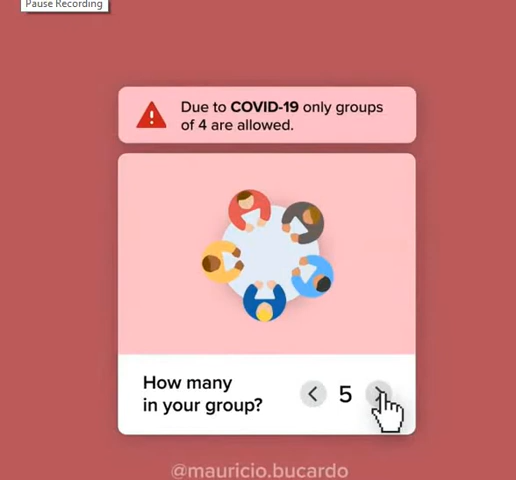 Pause Recording
Due to COVID-19 only groups
of 4 are allowed.
How many
in your group?
5
@mauricio.bucardo